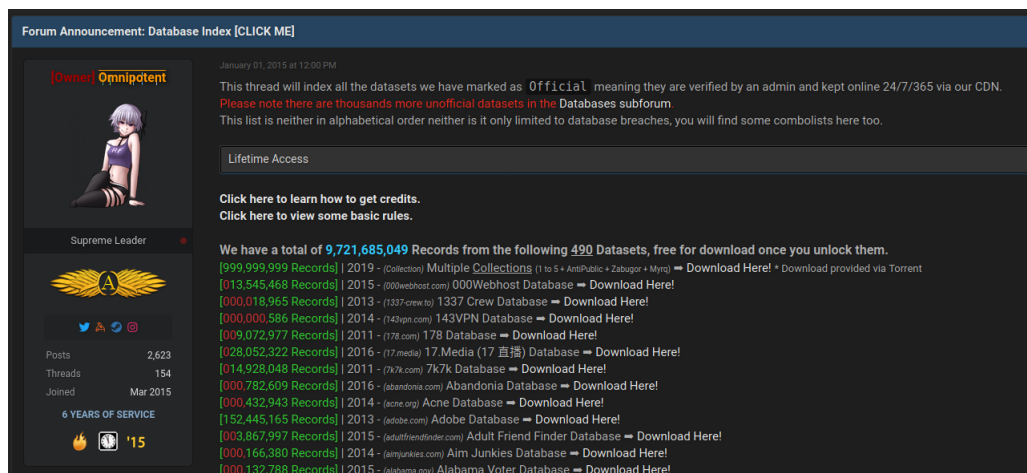 Forum Announcement: Database Index [CLICK ME]
[Owner] Omnipotent
Supreme Leader
A
Posts 2,623
Threads 154
Joined Mar 2015
6 YEARS OF SERVICE
'15
January 01, 2015 at 12:00 PM
This thread will index all the datasets we have marked as Official meaning they are verified by an admin and kept online 24/7/365 via our CDN.
Please note there are thousands more unofficial datasets in the Databases subforum.
This list is neither in alphabetical order neither is it only limited to database breaches, you will find some combolists here too.
Lifetime Access
Click here to learn how to get credits.
Click here to view some basic rules.
We have a total of 9,721,685,049 Records from the following 490 Datasets, free for download once you unlock them.
[999,999,999 Records] | 2019 - (Collection) Multiple Collections (1 to 5 + AntiPublic + Zabugor + Myrq) ➡ Download Here! * Download provided via Torrent
[013,545,468 Records] | 2015 - (000webhost.com) 000Webhost Database ➡ Download Here!
[000,018,965 Records] | 2013 - (1337-crew.to) 1337 Crew Database ➡ Download Here!
[000,000,586 Records] | 2014 - (143vpn.com) 143VPN Database ➡ Download Here!
[009,072,977 Records] | 2011 - (178.com) 178 Database ➡ Download Here!
[028,052,322 Records] | 2016 - (17.media) 17.Media (17 直播) Database ➡ Download Here!
[014,928,048 Records] | 2011 - (7k7k.com) 7k7k Database ➡ Download Here!
[000,782,609 Records] | 2016 - (abandonia.com) Abandonia Database ➡ Download Here!
[000,432,943 Records] | 2014 - (acne.org) Acne Database ➡ Download Here!
[152,445,165 Records] | 2013 - (adobe.com) Adobe Database ➡ Download Here!
[003,867,997 Records] | 2015 - (adultfriendfinder.com) Adult Friend Finder Database ➡ Download Here!
[000,166,380 Records] | 2014 - (aimjunkies.com) Aim Junkies Database ➡ Download Here!
[000,132,788 Records] | 2015 - (alabama.gov) Alabama Voter Database ➡ Download Here!